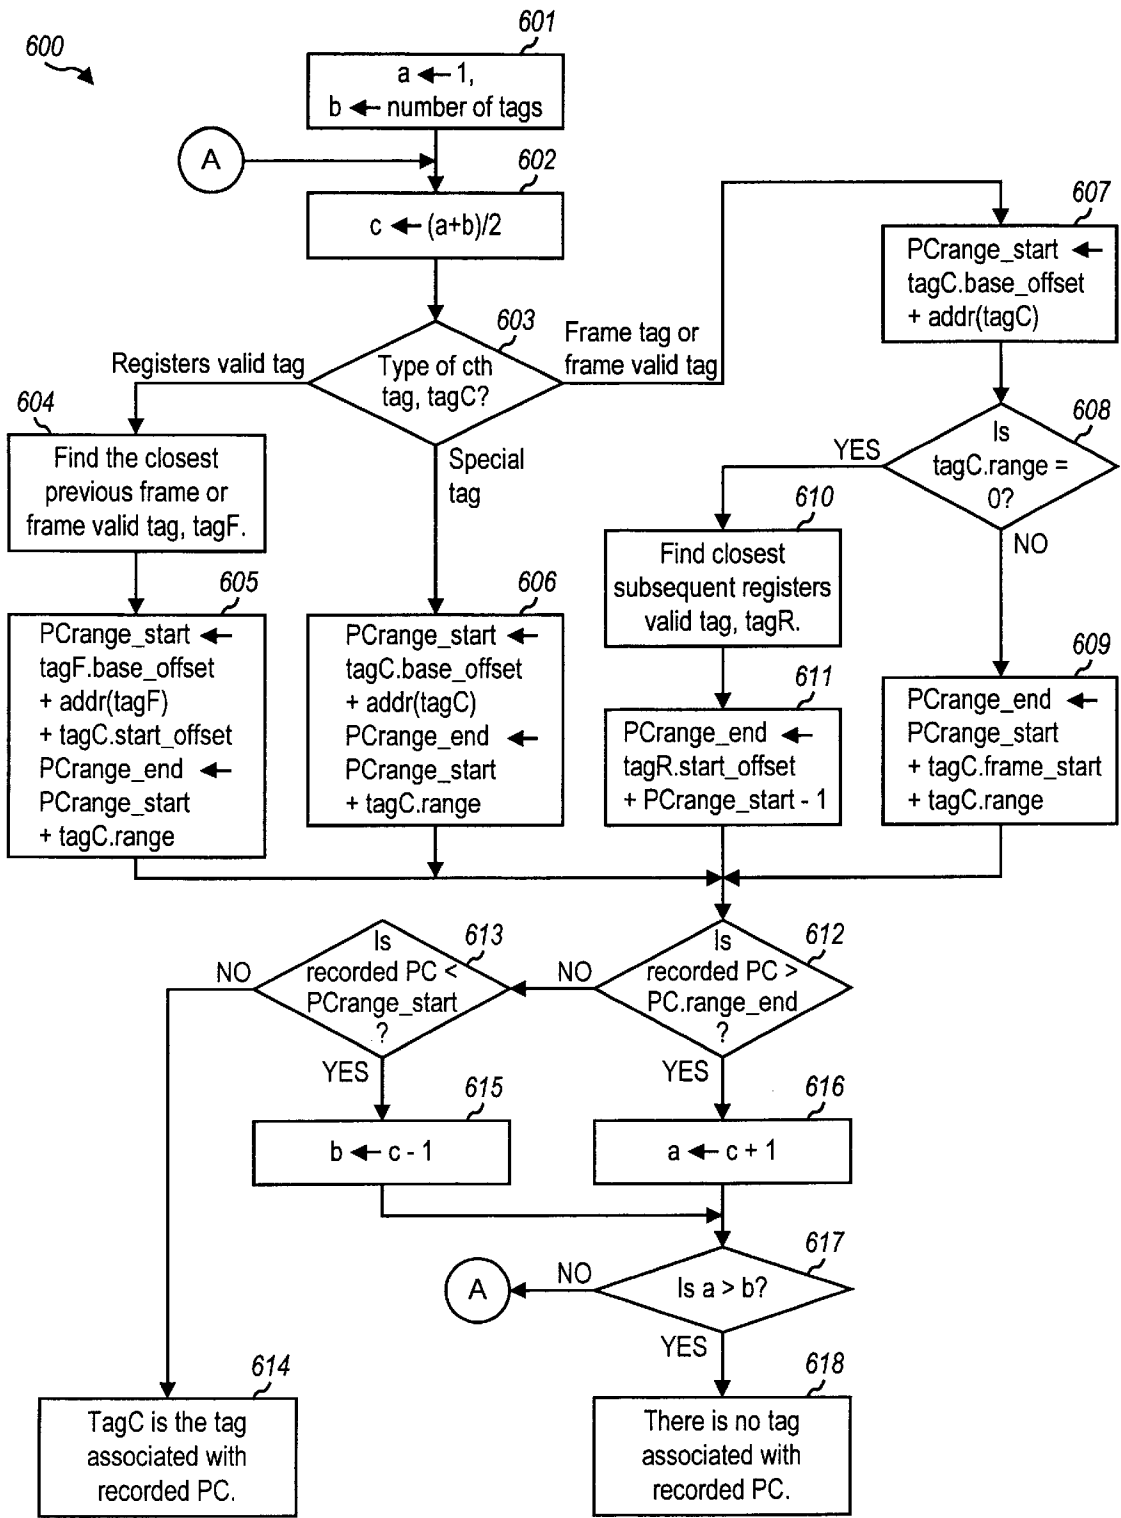 600
601
a ← 1,
b ← number of tags
A
602
c ← (a+b)/2
603
Type of cth
tag, tagC?
Registers valid tag
Frame tag or
frame valid tag
Special
tag
604
Find the closest
previous frame or
frame valid tag, tagF.
605
PCrange_start ←
tagF.base_offset
+ addr(tagF)
+ tagC.start_offset
PCrange_end ←
PCrange_start
+ tagC.range
606
PCrange_start ←
tagC.base_offset
+ addr(tagC)
PCrange_end ←
PCrange_start
+ tagC.range
607
PCrange_start ←
tagC.base_offset
+ addr(tagC)
608
Is
tagC.range =
0?
YES
NO
610
Find closest
subsequent registers
valid tag, tagR.
611
PCrange_end ←
tagR.start_offset
+ PCrange_start - 1
609
PCrange_end ←
PCrange_start
+ tagC.frame_start
+ tagC.range
612
Is
recorded PC >
PC.range_end
?
NO
YES
613
Is
recorded PC <
PCrange_start
?
NO
YES
615
b ← c - 1
616
a ← c + 1
617
Is a > b?
NO
A
YES
614
TagC is the tag
associated with
recorded PC.
618
There is no tag
associated with
recorded PC.